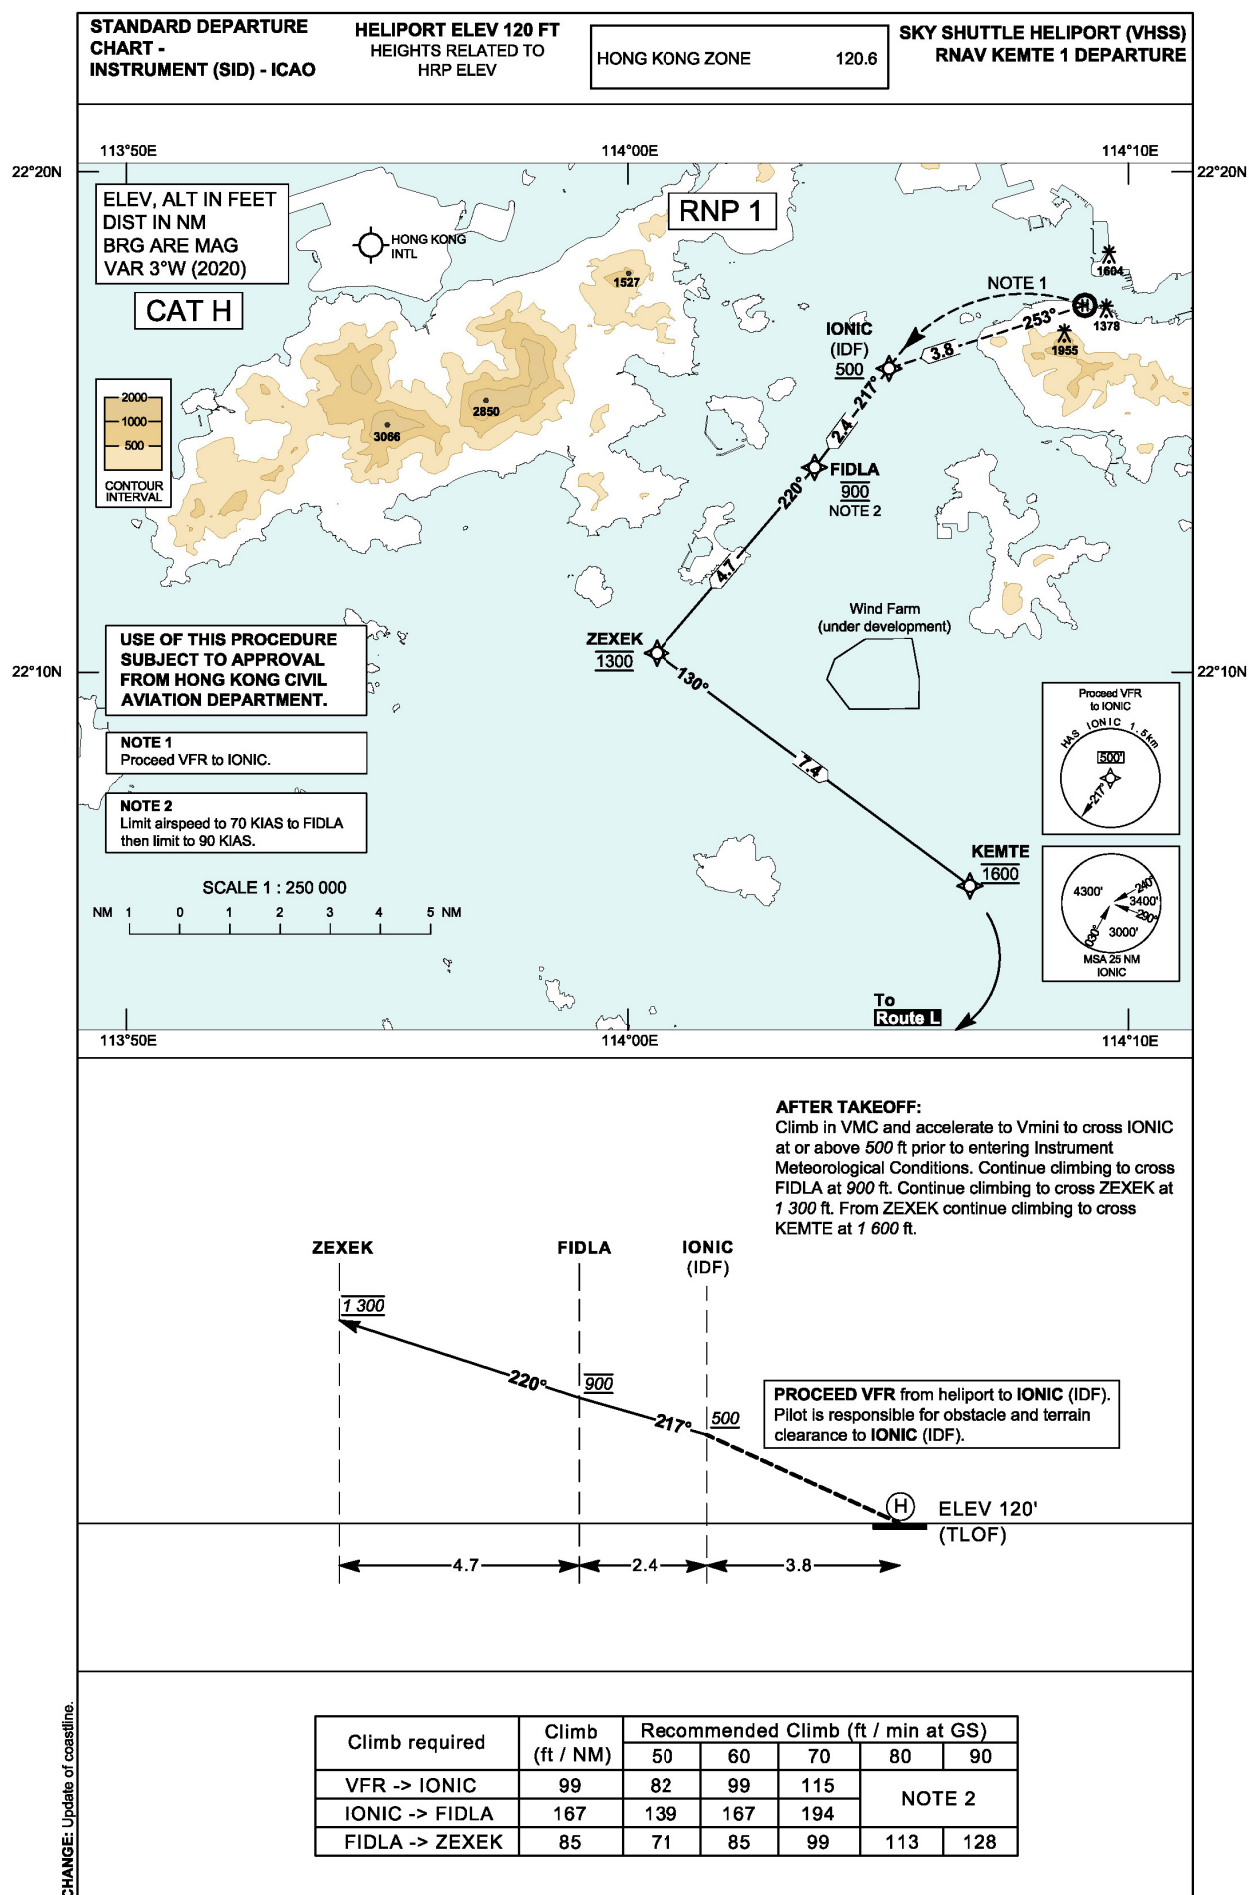 STANDARD DEPARTURE
CHART -
INSTRUMENT (SID) - ICAO
HELIPORT ELEV 120 FT
HEIGHTS RELATED TO
HRP ELEV
HONG KONG ZONE 120.6
SKY SHUTTLE HELIPORT (VHSS)
RNAV KEMTE 1 DEPARTURE
113°50E 114°00E 114°10E
22°20N 22°20N
ELEV, ALT IN FEET
DIST IN NM
BRG ARE MAG
VAR 3°W (2020)
CAT H
HONG KONG
INTL
RNP 1
1527
1604
NOTE 1
1378
1955
253°
3.8
IONIC
(IDF)
500
217°
2.4
2000
1000
500
CONTOUR
INTERVAL
2850
3066
FIDLA
900
NOTE 2
220°
4.7
Wind Farm
(under development)
ZEXEK
1300
130°
22°10N 22°10N
USE OF THIS PROCEDURE
SUBJECT TO APPROVAL
FROM HONG KONG CIVIL
AVIATION DEPARTMENT.
NOTE 1
Proceed VFR to IONIC.
NOTE 2
Limit airspeed to 70 KIAS to FIDLA
then limit to 90 KIAS.
7.4
Proceed VFR
to IONIC
HAS IONIC 1.5km
500'
217°
KEMTE
1600
SCALE 1 : 250 000
NM 1 0 1 2 3 4 5 NM
4300'
240°
3400'
290°
030°
3000'
MSA 25 NM
IONIC
To
Route L
113°50E 114°00E 114°10E
AFTER TAKEOFF:
Climb in VMC and accelerate to Vmini to cross IONIC
at or above 500 ft prior to entering Instrument
Meteorological Conditions. Continue climbing to cross
FIDLA at 900 ft. Continue climbing to cross ZEXEK at
1 300 ft. From ZEXEK continue climbing to cross
KEMTE at 1 600 ft.
ZEXEK FIDLA IONIC
(IDF)
1 300
220°
900
217°
500
PROCEED VFR from heliport to IONIC (IDF).
Pilot is responsible for obstacle and terrain
clearance to IONIC (IDF).
H
ELEV 120'
(TLOF)
4.7 2.4 3.8
Climb required Climb (ft / NM) Recommended Climb (ft / min at GS)
50 60 70 80 90
VFR -> IONIC 99 82 99 115 NOTE 2
IONIC -> FIDLA 167 139 167 194
FIDLA -> ZEXEK 85 71 85 99 113 128
CHANGE: Update of coastline.